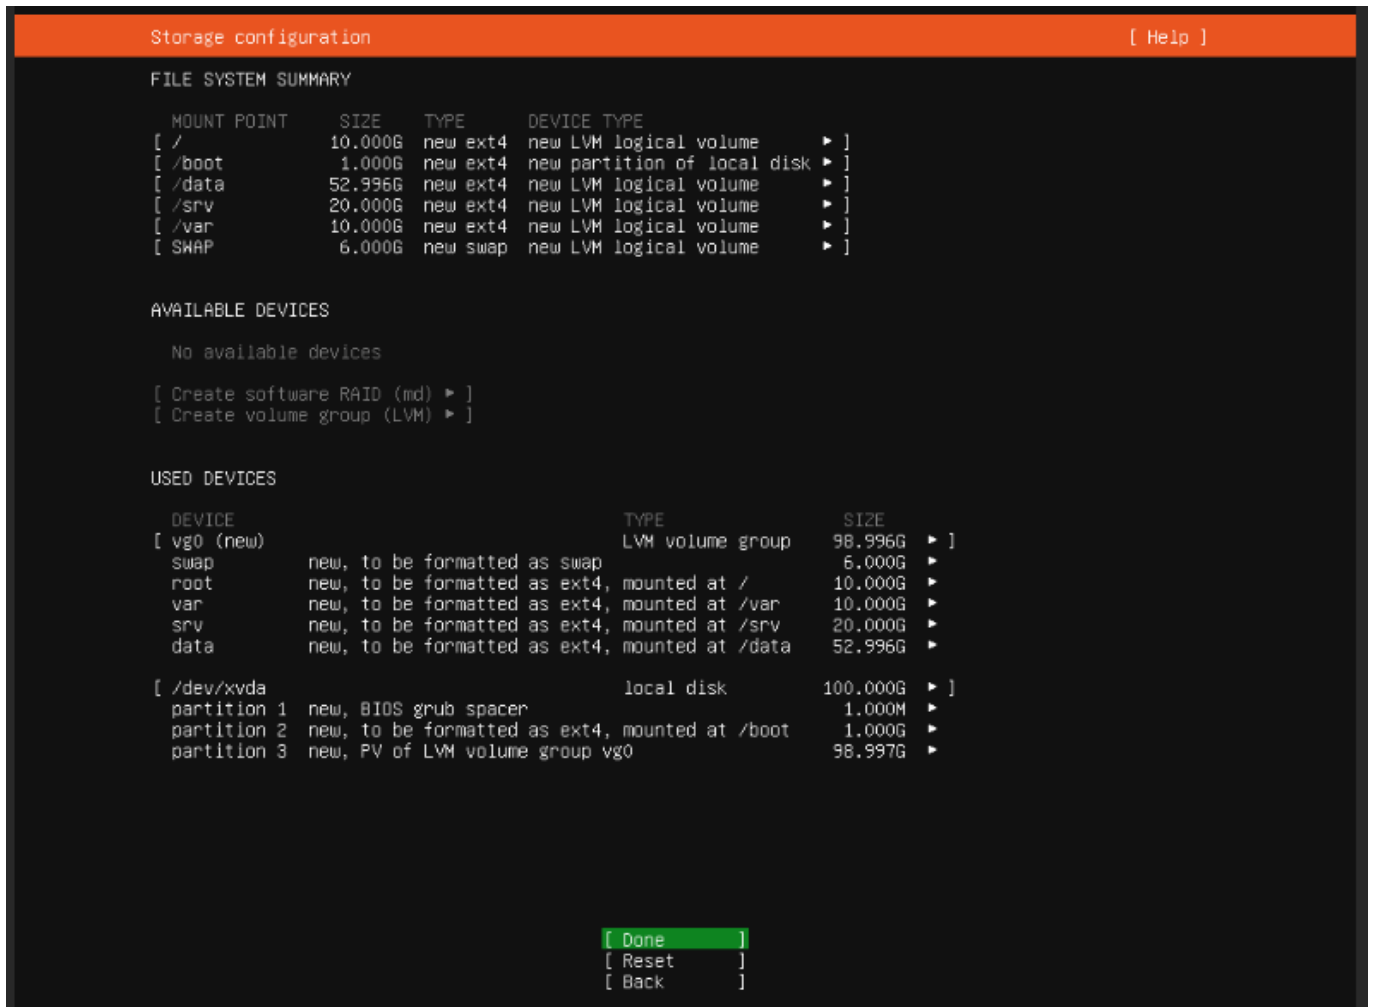 Storage configuration [ Help ]
FILE SYSTEM SUMMARY
MOUNT POINT SIZE TYPE DEVICE TYPE
[ / 10.000G new ext4 new LVM logical volume ▸ ]
[ /boot 1.000G new ext4 new partition of local disk ▸ ]
[ /data 52.996G new ext4 new LVM logical volume ▸ ]
[ /srv 20.000G new ext4 new LVM logical volume ▸ ]
[ /var 10.000G new ext4 new LVM logical volume ▸ ]
[ SWAP 6.000G new swap new LVM logical volume ▸ ]
AVAILABLE DEVICES
No available devices
[ Create software RAID (md) ▸ ]
[ Create volume group (LVM) ▸ ]
USED DEVICES
DEVICE TYPE SIZE
[ vg0 (new) LVM volume group 98.996G ▸ ]
swap new, to be formatted as swap 6.000G ▸
root new, to be formatted as ext4, mounted at / 10.000G ▸
var new, to be formatted as ext4, mounted at /var 10.000G ▸
srv new, to be formatted as ext4, mounted at /srv 20.000G ▸
data new, to be formatted as ext4, mounted at /data 52.996G ▸
[ /dev/xvda local disk 100.000G ▸ ]
partition 1 new, BIOS grub spacer 1.000M ▸
partition 2 new, to be formatted as ext4, mounted at /boot 1.000G ▸
partition 3 new, PV of LVM volume group vg0 98.997G ▸
[ Done ]
[ Reset ]
[ Back ]